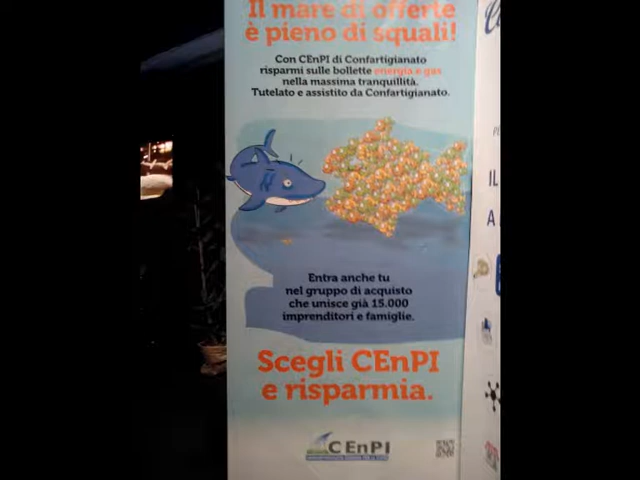 Il mare di offerte
è pieno di squali!
Con CEnPI di Confartigianato
risparmi sulle bollette energia e gas
nella massima tranquillità.
Tutelato e assistito da Confartigianato.
Entra anche tu
nel gruppo di acquisto
che unisce già 15.000
imprenditori e famiglie.
Scegli CEnPI
e risparmia.
CEnPI
IL
A